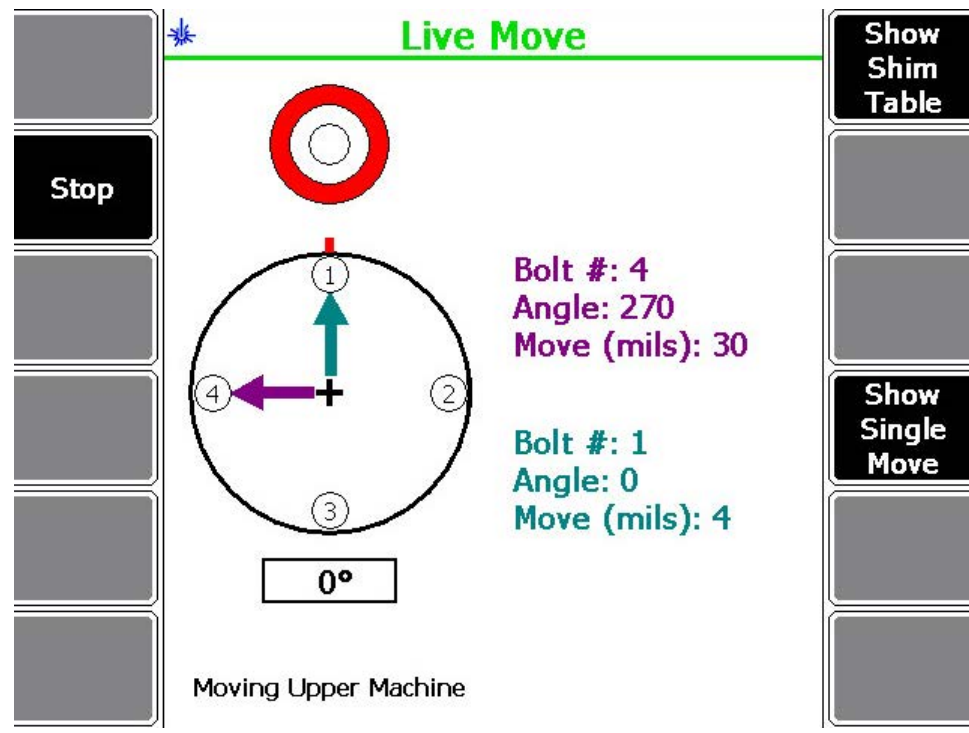 Live Move
Show
Shim
Table
Stop
1
Bolt #: 4
Angle: 270
Move (mils): 30
4
2
Show
Single
Move
Bolt #: 1
Angle: 0
Move (mils): 4
3
0°
Moving Upper Machine